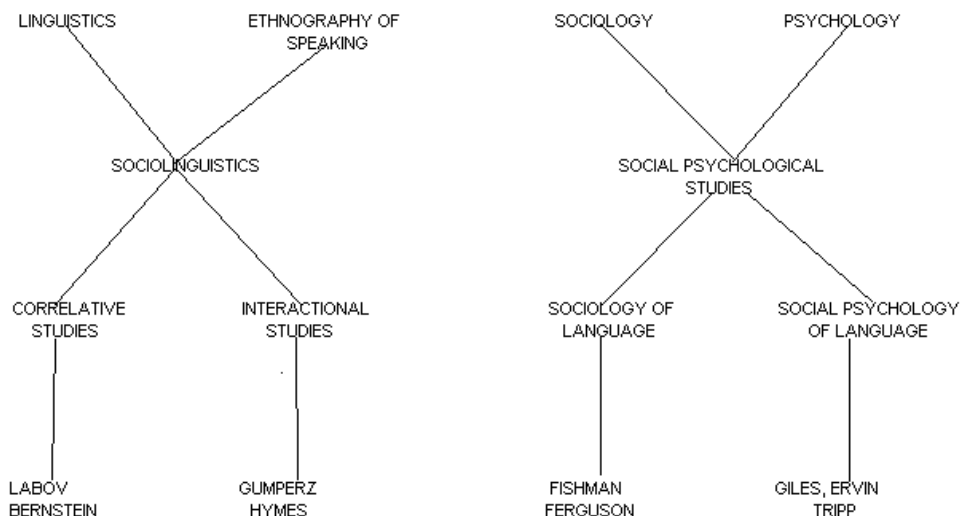 LINGUISTICS
ETHNOGRAPHY OF
SPEAKING
SOCIOLOGY
PSYCHOLOGY
SOCIOLINGUISTICS
SOCIAL PSYCHOLOGICAL
STUDIES
CORRELATIVE
STUDIES
INTERACTIONAL
STUDIES
SOCIOLOGY OF
LANGUAGE
SOCIAL PSYCHOLOGY
OF LANGUAGE
LABOV
BERNSTEIN
GUMPERZ
HYMES
FISHMAN
FERGUSON
GILES, ERVIN
TRIPP